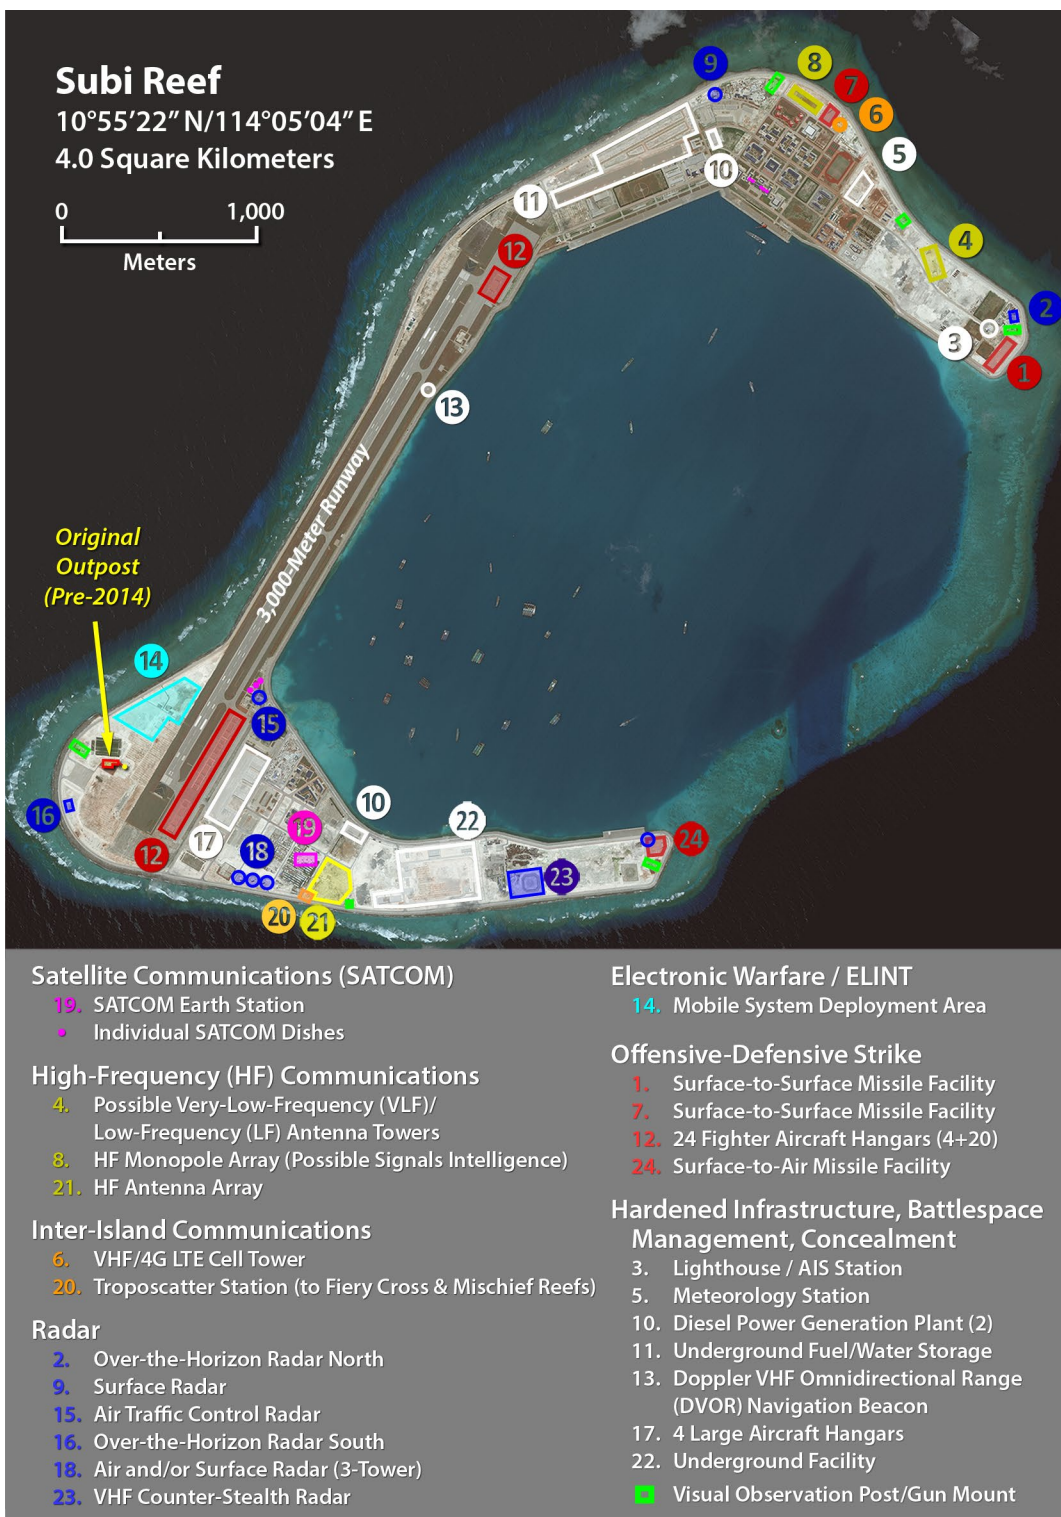 Subi Reef
10°55′22″ N/114°05′04″ E
4.0 Square Kilometers
0 1,000
Meters
9
8
7
6
5
10
11
12
4
2
3
1
13
3,000-Meter Runway
Original
Outpost
(Pre-2014)
14
15
16
10
22
12
17
19
18
24
23
20
21
Satellite Communications (SATCOM)
19. SATCOM Earth Station
• Individual SATCOM Dishes
High-Frequency (HF) Communications
4. Possible Very-Low-Frequency (VLF)/
Low-Frequency (LF) Antenna Towers
8. HF Monopole Array (Possible Signals Intelligence)
21. HF Antenna Array
Inter-Island Communications
6. VHF/4G LTE Cell Tower
20. Troposcatter Station (to Fiery Cross & Mischief Reefs)
Radar
2. Over-the-Horizon Radar North
9. Surface Radar
15. Air Traffic Control Radar
16. Over-the-Horizon Radar South
18. Air and/or Surface Radar (3-Tower)
23. VHF Counter-Stealth Radar
Electronic Warfare / ELINT
14. Mobile System Deployment Area
Offensive-Defensive Strike
1. Surface-to-Surface Missile Facility
7. Surface-to-Surface Missile Facility
12. 24 Fighter Aircraft Hangars (4+20)
24. Surface-to-Air Missile Facility
Hardened Infrastructure, Battlespace
Management, Concealment
3. Lighthouse / AIS Station
5. Meteorology Station
10. Diesel Power Generation Plant (2)
11. Underground Fuel/Water Storage
13. Doppler VHF Omnidirectional Range
(DVOR) Navigation Beacon
17. 4 Large Aircraft Hangars
22. Underground Facility
Visual Observation Post/Gun Mount